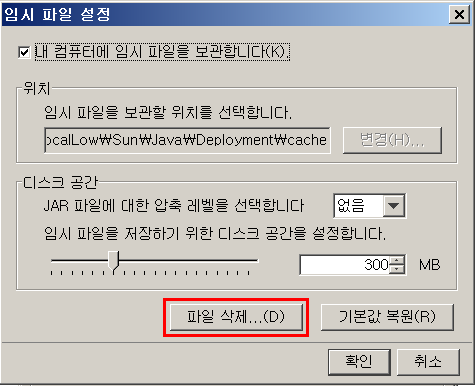 임시 파일 설정
내 컴퓨터에 임시 파일을 보관합니다(K).
위치
임시 파일을 보관할 위치를 선택합니다.
ocalLow₩Sun₩Java₩Deployment₩cache
변경(H)...
디스크 공간
JAR 파일에 대한 압축 레벨을 선택합니다
없음
임시 파일을 저장하기 위한 디스크 공간을 설정합니다.
300
MB
파일 삭제...(D)
기본값 복원(R)
확인
취소